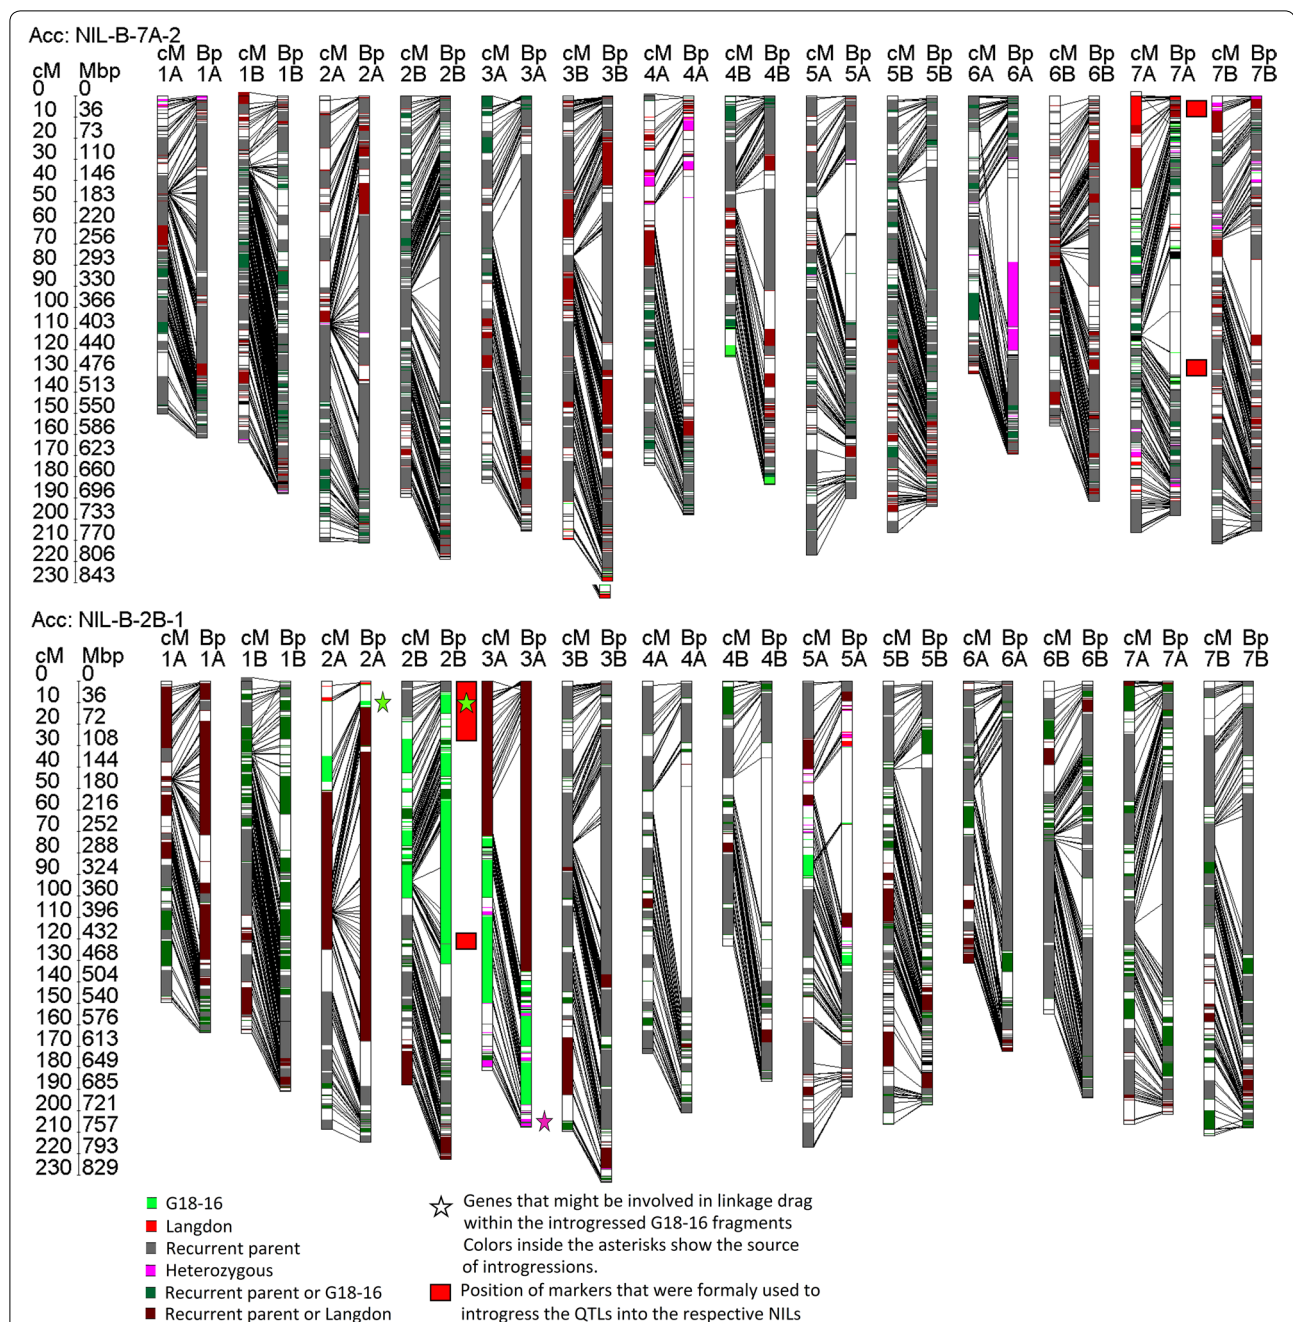 Acc: NIL-B-7A-2
cM Bp cM Bp cM Bp cM Bp cM Bp cM Bp cM Bp cM Bp cM Bp cM Bp cM Bp cM Bp cM Bp cM Bp
cM Mbp 1A 1A 1B 1B 2A 2A 2B 2B 3A 3A 3B 3B 4A 4A 4B 4B 5A 5A 5B 5B 6A 6A 6B 6B 7A 7A 7B 7B
0 0
10 36
20 73
30 110
40 146
50 183
60 220
70 256
80 293
90 330
100 366
110 403
120 440
130 476
140 513
150 550
160 586
170 623
180 660
190 696
200 733
210 770
220 806
230 843
Acc: NIL-B-2B-1
cM Bp cM Bp cM Bp cM Bp cM Bp cM Bp cM Bp cM Bp cM Bp cM Bp cM Bp cM Bp cM Bp cM Bp
cM Mbp 1A 1A 1B 1B 2A 2A 2B 2B 3A 3A 3B 3B 4A 4A 4B 4B 5A 5A 5B 5B 6A 6A 6B 6B 7A 7A 7B 7B
0 0
10 36
20 72
30 108
40 144
50 180
60 216
70 252
80 288
90 324
100 360
110 396
120 432
130 468
140 504
150 540
160 576
170 613
180 649
190 685
200 721
210 757
220 793
230 829
G18-16
Langdon
Recurrent parent
Heterozygous
Recurrent parent or G18-16
Recurrent parent or Langdon
Genes that might be involved in linkage drag
within the introgressed G18-16 fragments
Colors inside the asterisks show the source
of introgressions.
Position of markers that were formaly used to
introgress the QTLs into the respective NILs